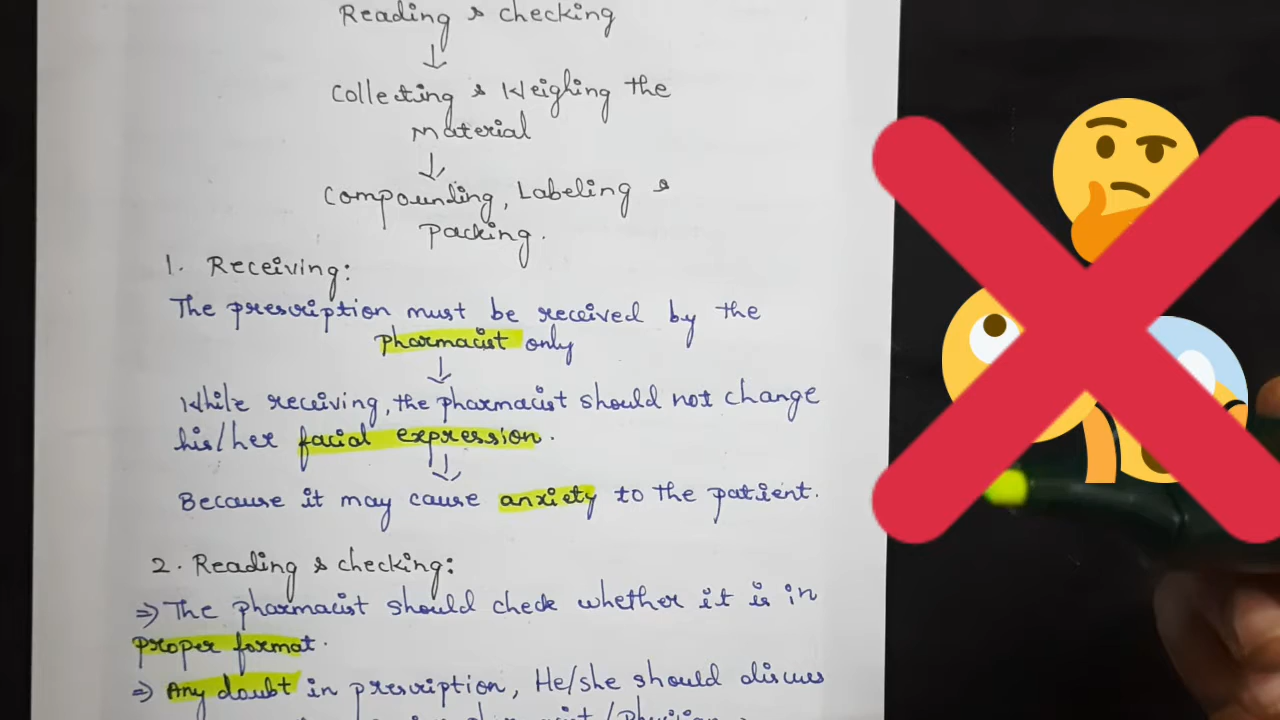 Reading & checking
↓
Collecting & Weighing the
Material
↓
Compounding, Labeling &
Packing.
1. Receiving:
The prescription must be received by the
pharmacist only
↓
While receiving, the pharmacist should not change
his/her facial expression.
↓
Because it may cause anxiety to the patient.
2. Reading & checking:
⇒ The pharmacist should check whether it is in
proper format.
⇒ Any doubt in prescription, He/she should discuss